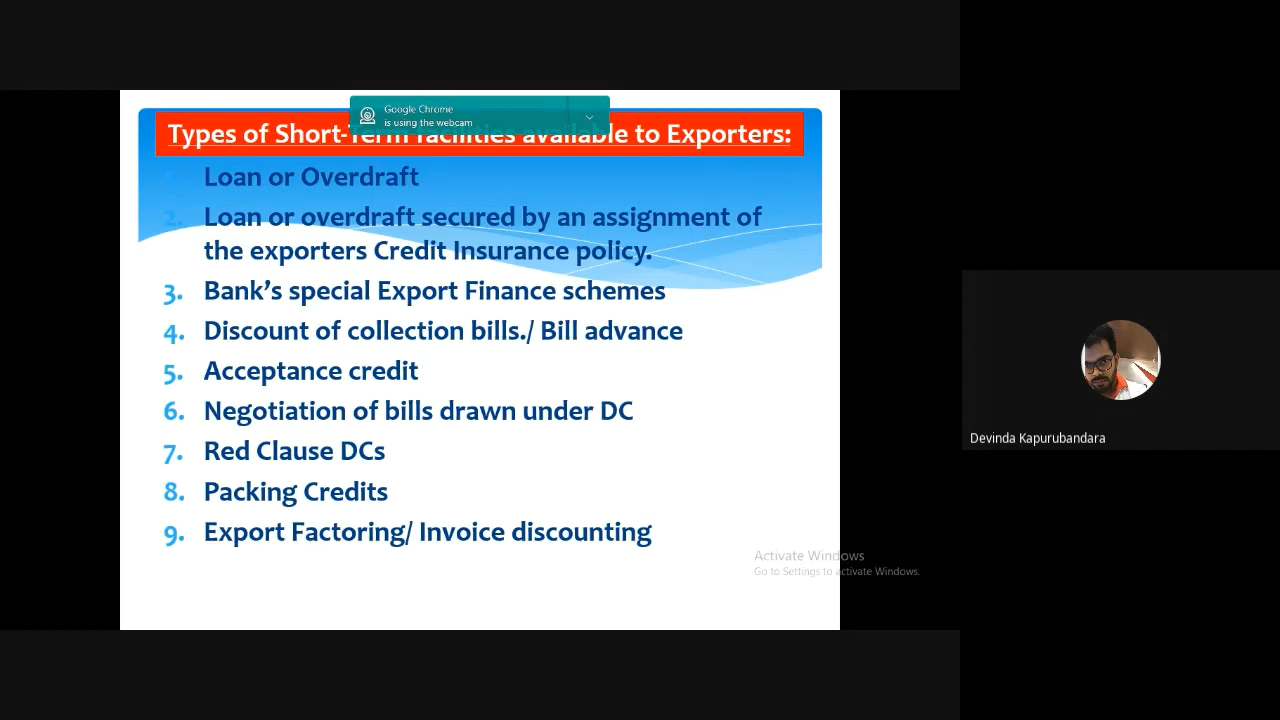 Google Chrome
is using the webcam
Types of Short-Term facilities available to Exporters:
Loan or Overdraft
2. Loan or overdraft secured by an assignment of
the exporters Credit Insurance policy.
3. Bank's special Export Finance schemes
4. Discount of collection bills./ Bill advance
5. Acceptance credit
6. Negotiation of bills drawn under DC
7. Red Clause DCs
8. Packing Credits
9. Export Factoring/ Invoice discounting
Activate Windows
Go to Settings to activate Windows.
Devinda Kapurubandara